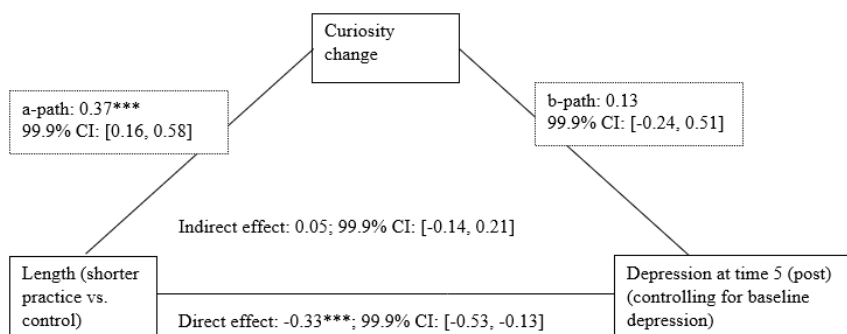 Curiosity
change
a-path: 0.37***
99.9% CI: [0.16, 0.58]
b-path: 0.13
99.9% CI: [-0.24, 0.51]
Indirect effect: 0.05; 99.9% CI: [-0.14, 0.21]
Length (shorter
practice vs.
control)
Depression at time 5 (post)
(controlling for baseline
depression)
Direct effect: -0.33***; 99.9% CI: [-0.53, -0.13]